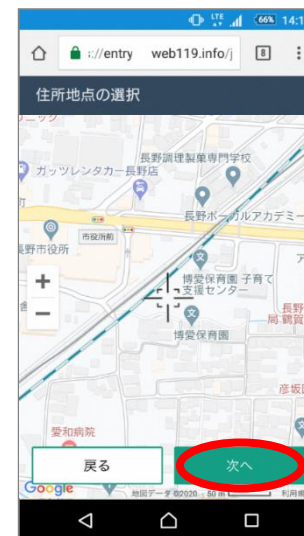 LTE 66% 14:1
://entry web119.info/j 8
住所地点の選択
ガッツレンタカー長野店
長野調理製菓専門学校
長野ボーカルアカデミー
市役所前
長野市役所
博愛保育園 子育て
支援センター
博愛保育園
長野
局 鶴賀
+
−
愛和病院
戻る
次へ
Google
地図データ ©2020
50 m
利用規